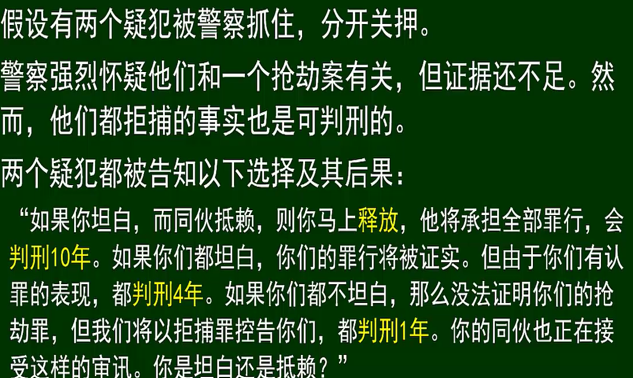 假设有两个疑犯被警察抓住，分开关押。
警察强烈怀疑他们和一个抢劫案有关，但证据还不足。然
而，他们都拒捕的事实也是可判刑的。
两个疑犯都被告知以下选择及其后果：
“如果你坦白，而同伙抵赖，则你马上释放，他将承担全部罪行，会
判刑10年。如果你们都坦白，你们的罪行将被证实。但由于你们有认
罪的表现，都判刑4年。如果你们都不坦白，那么没法证明你们的抢
劫罪，但我们将以拒捕罪控告你们，都判刑1年。你的同伙也正在接
受这样的审讯。你是坦白还是抵赖？”